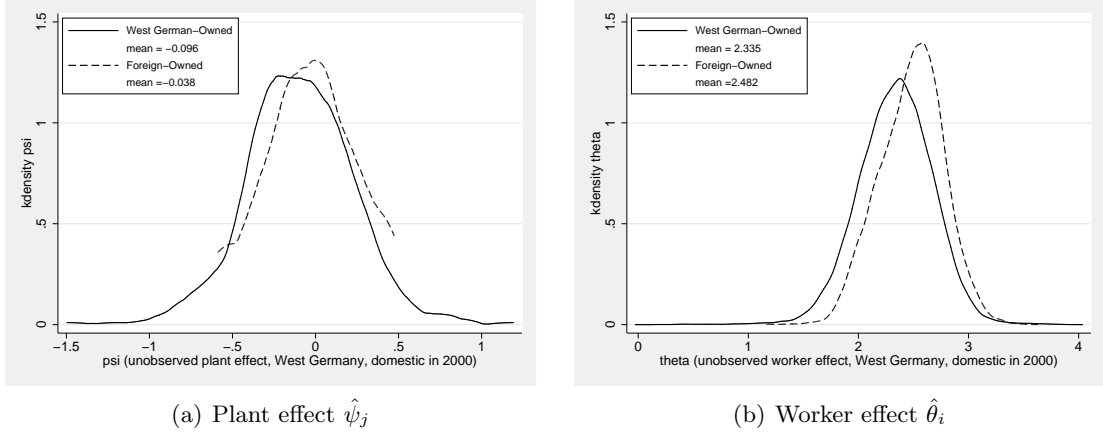 West German−Owned
mean = −0.096
Foreign−Owned
mean =−0.038
kdensity psi
0
.5
1
1.5
−1.5
−1
−.5
0
.5
1
psi (unobserved plant effect, West Germany, domestic in 2000)
(a) Plant effect ψ̂j
West German−Owned
mean = 2.335
Foreign−Owned
mean =2.482
kdensity theta
0
.5
1
1.5
0
1
2
3
4
theta (unobserved worker effect, West Germany, domestic in 2000)
(b) Worker effect θ̂i